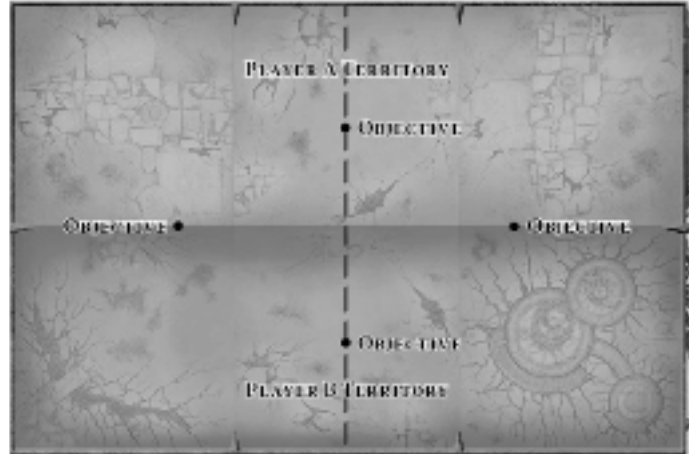 PLAYER A TERRITORY
OBJECTIVE
OBJECTIVE
OBJECTIVE
OBJECTIVE
PLAYER B TERRITORY